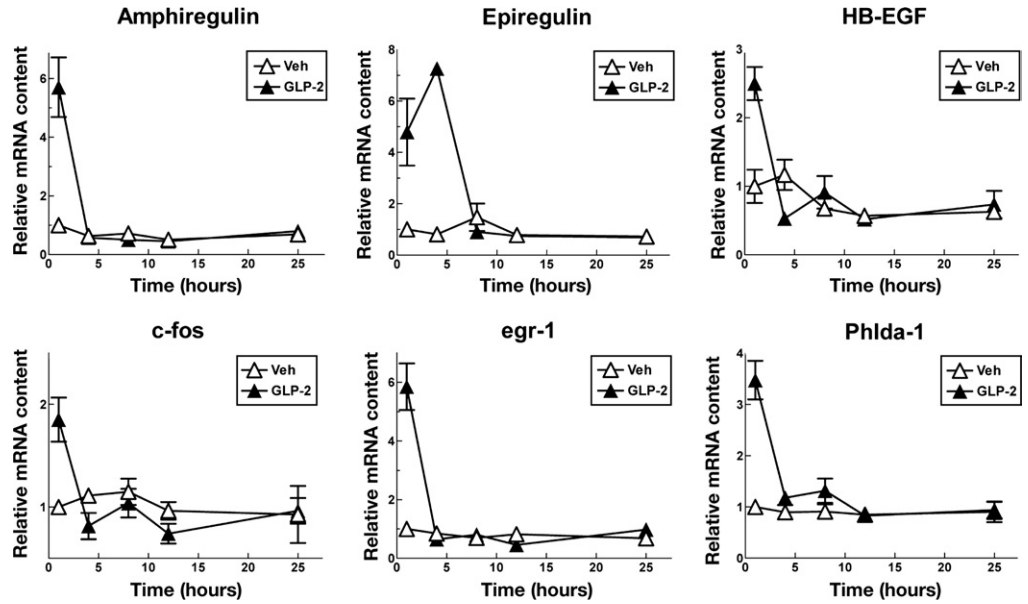 Amphiregulin
Relative mRNA content
6
4
2
0
0 5 10 15 20 25
Time (hours)
Veh
GLP-2
Epiregulin
Relative mRNA content
8
6
4
2
0
0 5 10 15 20 25
Time (hours)
Veh
GLP-2
HB-EGF
Relative mRNA content
3
2
1
0
0 5 10 15 20 25
Time (hours)
Veh
GLP-2
c-fos
Relative mRNA content
2
1
0 5 10 15 20 25
Time (hours)
Veh
GLP-2
egr-1
Relative mRNA content
6
4
2
0
0 5 10 15 20 25
Time (hours)
Veh
GLP-2
Phlda-1
Relative mRNA content
4
3
2
1
0
0 5 10 15 20 25
Time (hours)
Veh
GLP-2